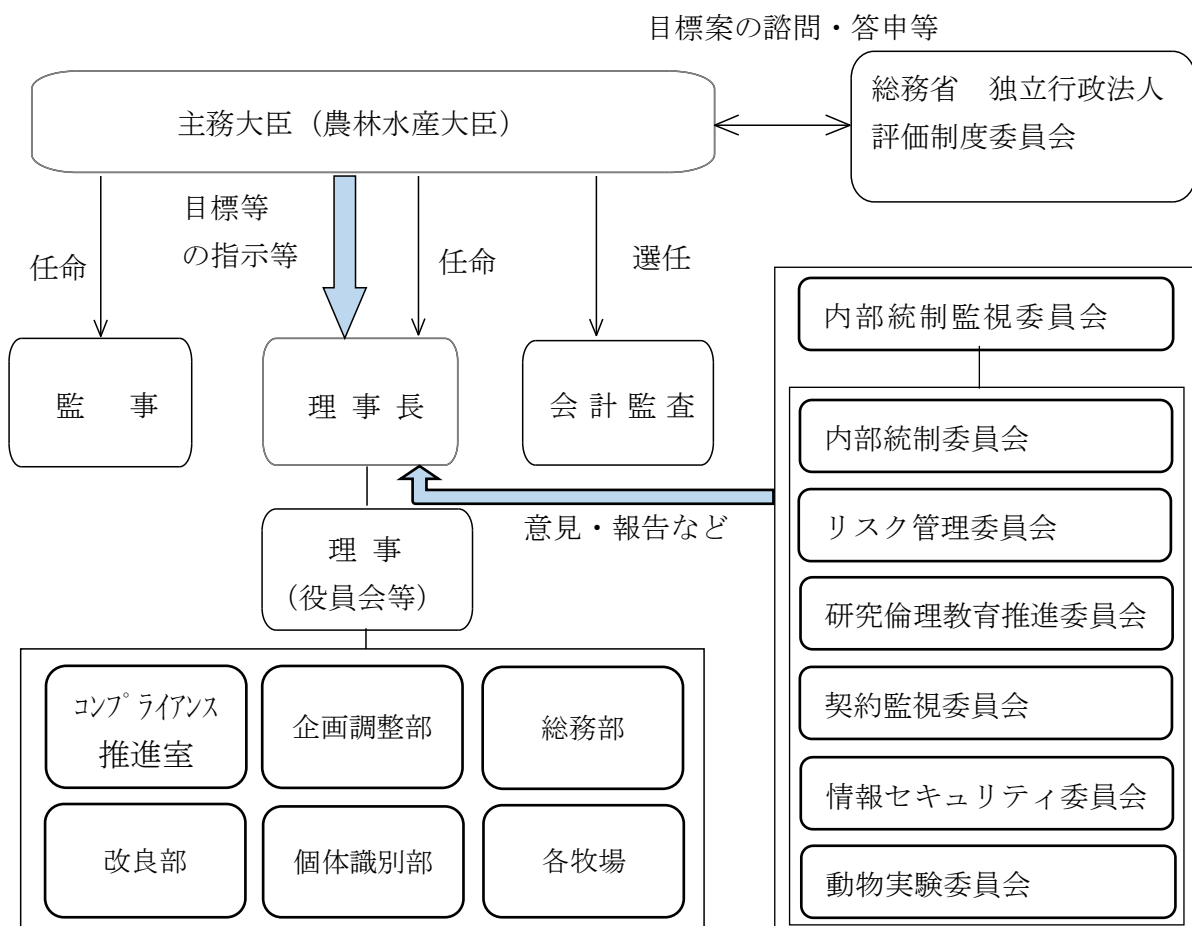 目標案の諮問・答申等
主務大臣（農林水産大臣）
総務省　独立行政法人
評価制度委員会
任命
目標等
の指示等
任命
選任
監　事
理 事 長
会 計 監 査
意見・報告など
理 事
（役員会等）
ｺﾝﾌﾟﾗｲｱﾝｽ
推進室
企画調整部
総務部
改良部
個体識別部
各牧場
内部統制監視委員会
内部統制委員会
リスク管理委員会
研究倫理教育推進委員会
契約監視委員会
情報セキュリティ委員会
動物実験委員会